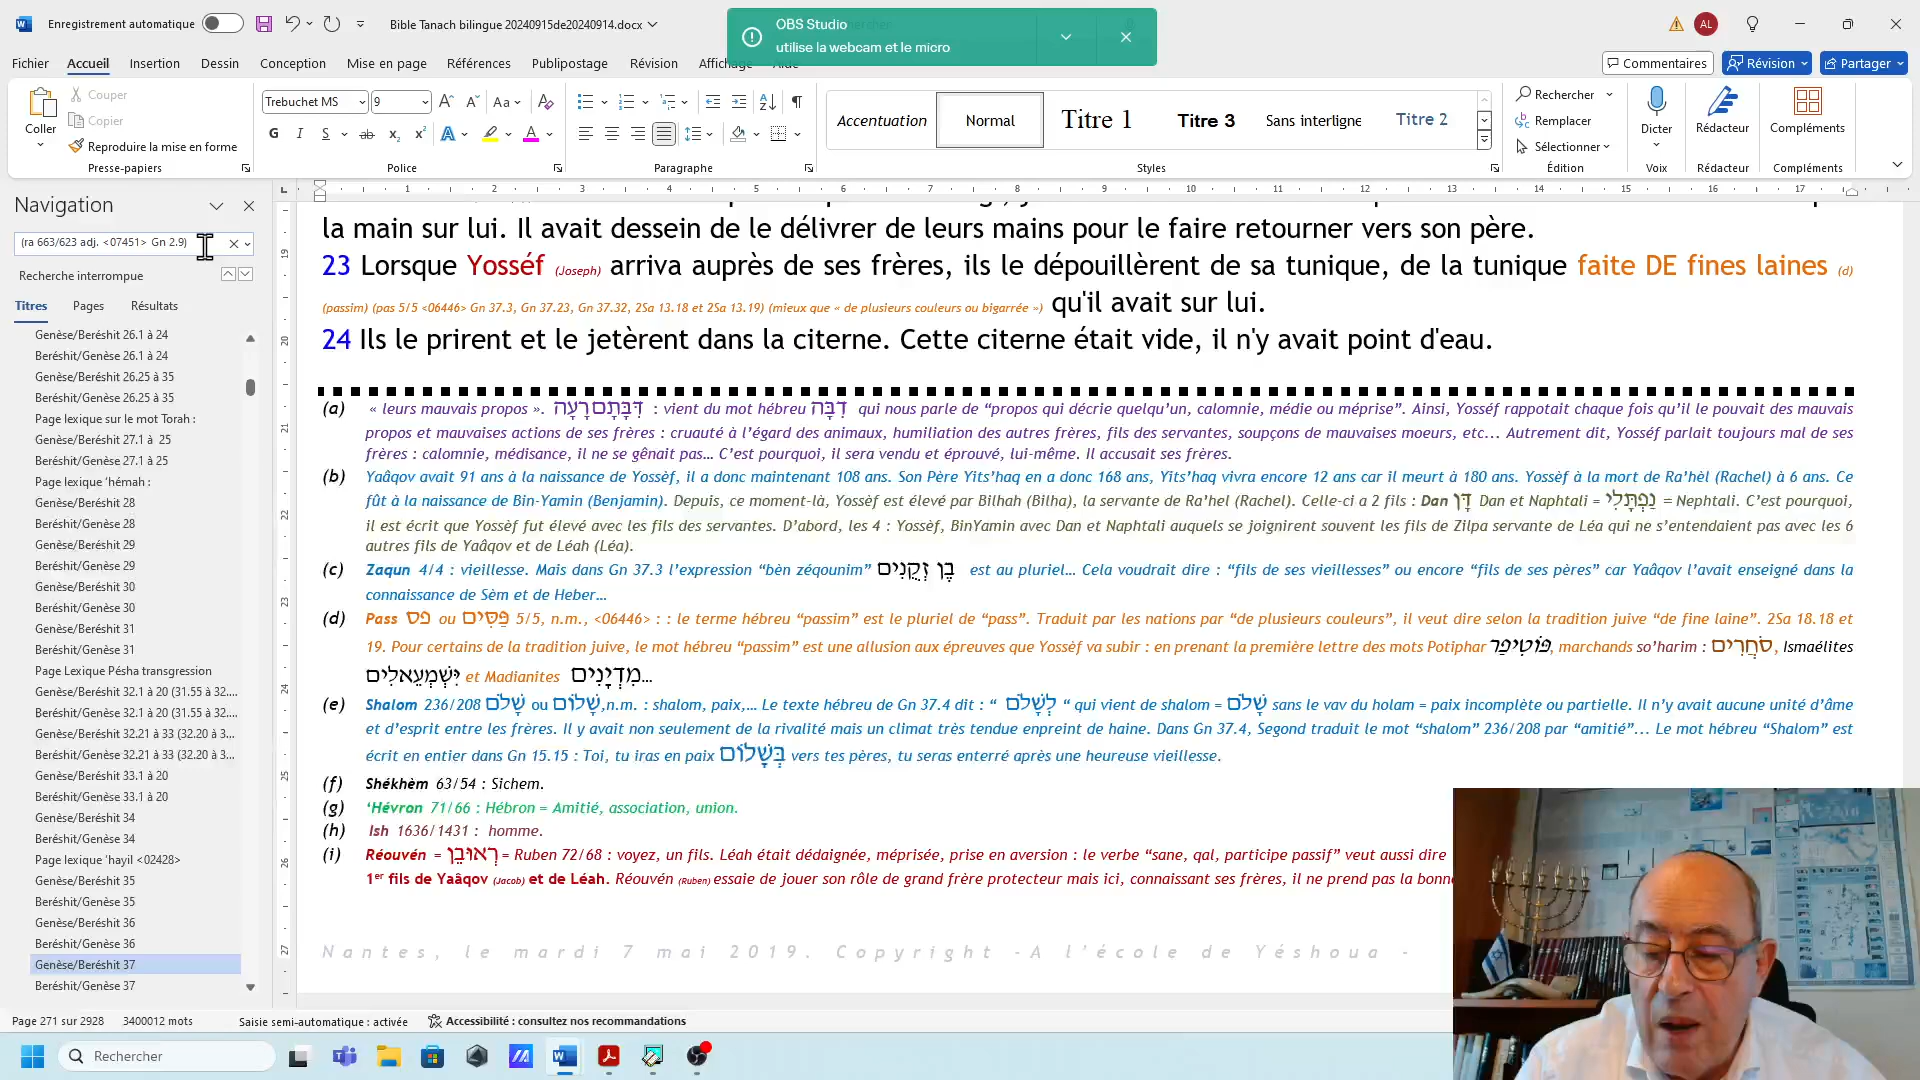 Enregistrement automatique
Bible Tanach bilingue 20240915de20240914.docx
OBS Studio
utilise la webcam et le micro
AL
Fichier Accueil Insertion Dessin Conception Mise en page Références Publipostage Révision Affichage Aide
Commentaires Révision Partager
Coller
Couper
Copier
Reproduire la mise en forme
Presse-papiers
Trebuchet MS 9
Police
Paragraphe
Accentuation Normal Titre 1 Titre 3 Sans interligne Titre 2
Styles
Rechercher
Remplacer
Sélectionner
Édition
Dicter
Voix
Rédacteur
Rédacteur
Compléments
Compléments
Navigation
(ra 663/623 adj. <07451> Gn 2.9)
Recherche interrompue
Titres Pages Résultats
Genèse/Beréshit 26.1 à 24
Beréshit/Genèse 26.1 à 24
Genèse/Beréshit 26.25 à 35
Beréshit/Genèse 26.25 à 35
Page lexique sur le mot Torah :
Genèse/Beréshit 27.1 à 25
Beréshit/Genèse 27.1 à 25
Page lexique 'hémah :
Genèse/Beréshit 28
Beréshit/Genèse 28
Genèse/Beréshit 29
Beréshit/Genèse 29
Genèse/Beréshit 30
Beréshit/Genèse 30
Genèse/Beréshit 31
Beréshit/Genèse 31
Page Lexique Pésha transgression
Genèse/Beréshit 32.1 à 20 (31.55 à 32....
Beréshit/Genèse 32.1 à 20 (31.55 à 32....
Genèse/Beréshit 32.21 à 33 (32.20 à 3...
Beréshit/Genèse 32.21 à 33 (32.20 à 3...
Genèse/Beréshit 33.1 à 20
Beréshit/Genèse 33.1 à 20
Genèse/Beréshit 34
Beréshit/Genèse 34
Page lexique 'hayil <02428>
Genèse/Beréshit 35
Beréshit/Genèse 35
Genèse/Beréshit 36
Beréshit/Genèse 36
Genèse/Beréshit 37
Beréshit/Genèse 37
la main sur lui. Il avait dessein de le délivrer de leurs mains pour le faire retourner vers son père.
23 Lorsque Yosséf (Joseph) arriva auprès de ses frères, ils le dépouillèrent de sa tunique, de la tunique faite DE fines laines (d)
(passim) (pas 5/5 <06446> Gn 37.3, Gn 37.23, Gn 37.32, 2Sa 13.18 et 2Sa 13.19) (mieux que « de plusieurs couleurs ou bigarrée ») qu'il avait sur lui.
24 Ils le prirent et le jetèrent dans la citerne. Cette citerne était vide, il n'y avait point d'eau.
(a) « leurs mauvais propos ». דִּבָּתָם רָעָה : vient du mot hébreu דִּבָּה qui nous parle de “propos qui décrie quelqu’un, calomnie, médie ou méprise”. Ainsi, Yosséf rappotait chaque fois qu’il le pouvait des mauvais
propos et mauvaises actions de ses frères : cruauté à l’égard des animaux, humiliation des autres frères, fils des servantes, soupçons de mauvaises moeurs, etc... Autrement dit, Yosséf parlait toujours mal de ses
frères : calomnie, médisance, il ne se gênait pas… C’est pourquoi, il sera vendu et éprouvé, lui-même. Il accusait ses frères.
(b) Yaâqov avait 91 ans à la naissance de Yossèf, il a donc maintenant 108 ans. Son Père Yits’haq en a donc 168 ans, Yits’haq vivra encore 12 ans car il meurt à 180 ans. Yossèf à la mort de Ra’hèl (Rachel) à 6 ans. Ce
fût à la naissance de Bin-Yamin (Benjamin). Depuis, ce moment-là, Yossèf est élevé par Bilhah (Bilha), la servante de Ra’hel (Rachel). Celle-ci a 2 fils : Dan דָּן Dan et Naphtali = נַפְתָּלִי = Nephtali. C’est pourquoi,
il est écrit que Yossèf fut élevé avec les fils des servantes. D’abord, les 4 : Yossèf, BinYamin avec Dan et Naphtali auquels se joignirent souvent les fils de Zilpa servante de Léa qui ne s’entendaient pas avec les 6
autres fils de Yaâqov et de Léah (Léa).
(c) Zaqun 4/4 : vieillesse. Mais dans Gn 37.3 l’expression “bèn zéqounim” בֶן זְקֻנִים est au pluriel… Cela voudrait dire : “fils de ses vieillesses” ou encore “fils de ses pères” car Yaâqov l’avait enseigné dans la
connaissance de Sèm et de Heber…
(d) Pass פס ou פַּסִּים 5/5, n.m., <06446> : : le terme hébreu “passim” est le pluriel de “pass”. Traduit par les nations par “de plusieurs couleurs”, il veut dire selon la tradition juive “de fine laine”. 2Sa 18.18 et
19. Pour certains de la tradition juive, le mot hébreu “passim” est une allusion aux épreuves que Yossèf va subir : en prenant la première lettre des mots Potiphar פּוֹטִיפַר, marchands so’harim : סֹחֲרִים, Ismaélites
יִּשְׁמְעֵאלִים et Madianites מִדְיָנִים…
(e) Shalom 236/208 שָׁלֹם ou שָׁלוֹם,n.m. : shalom, paix,… Le texte hébreu de Gn 37.4 dit : “ לְשָׁלֹם “ qui vient de shalom = שָׁלֹם sans le vav du holam = paix incomplète ou partielle. Il n’y avait aucune unité d’âme
et d’esprit entre les frères. Il y avait non seulement de la rivalité mais un climat très tendue enpreint de haine. Dans Gn 37.4, Segond traduit le mot “shalom” 236/208 par “amitié”... Le mot hébreu “Shalom” est
écrit en entier dans Gn 15.15 : Toi, tu iras en paix בְּשָׁלוֹם vers tes pères, tu seras enterré après une heureuse vieillesse.
(f) Shékhèm 63/54 : Sichem.
(g) ‘Hévron 71/66 : Hébron = Amitié, association, union.
(h) Ish 1636/1431 : homme.
(i) Réouvén = רְאוּבֵן = Ruben 72/68 : voyez, un fils. Léah était dédaignée, méprisée, prise en aversion : le verbe “sane, qal, participe passif” veut aussi dire
1er fils de Yaâqov (Jacob) et de Léah. Réouvén (Ruben) essaie de jouer son rôle de grand frère protecteur mais ici, connaissant ses frères, il ne prend pas la bonn
Nantes, le mardi 7 mai 2019. Copyright -A l’école de Yéshoua -
Page 271 sur 2928 3400012 mots Saisie semi-automatique : activée Accessibilité : consultez nos recommandations
Rechercher